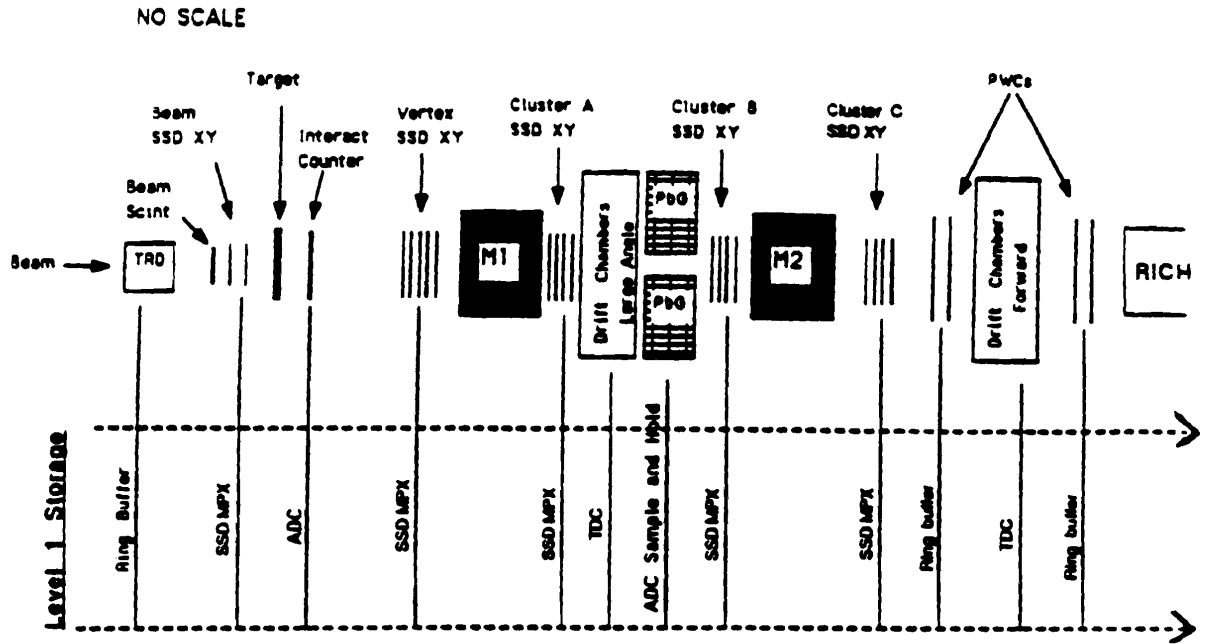 NO SCALE
Target
PWCs
Beam
SSD XY
Interact
Counter
Vertex
SSD XY
Cluster A
SSD XY
Cluster B
SSD XY
Cluster C
SSD XY
Beam
Scint
Beam
TRD
M1
Drift Chambers
Large Angle
PbG
PbG
M2
Drift Chambers
Forward
RICH
Level 1 Storage
Ring Buffer
SSD MPX
ADC
SSD MPX
SSD MPX
TDC
ADC Sample and Hold
SSD MPX
SSD MPX
Ring buffer
TDC
Ring buffer